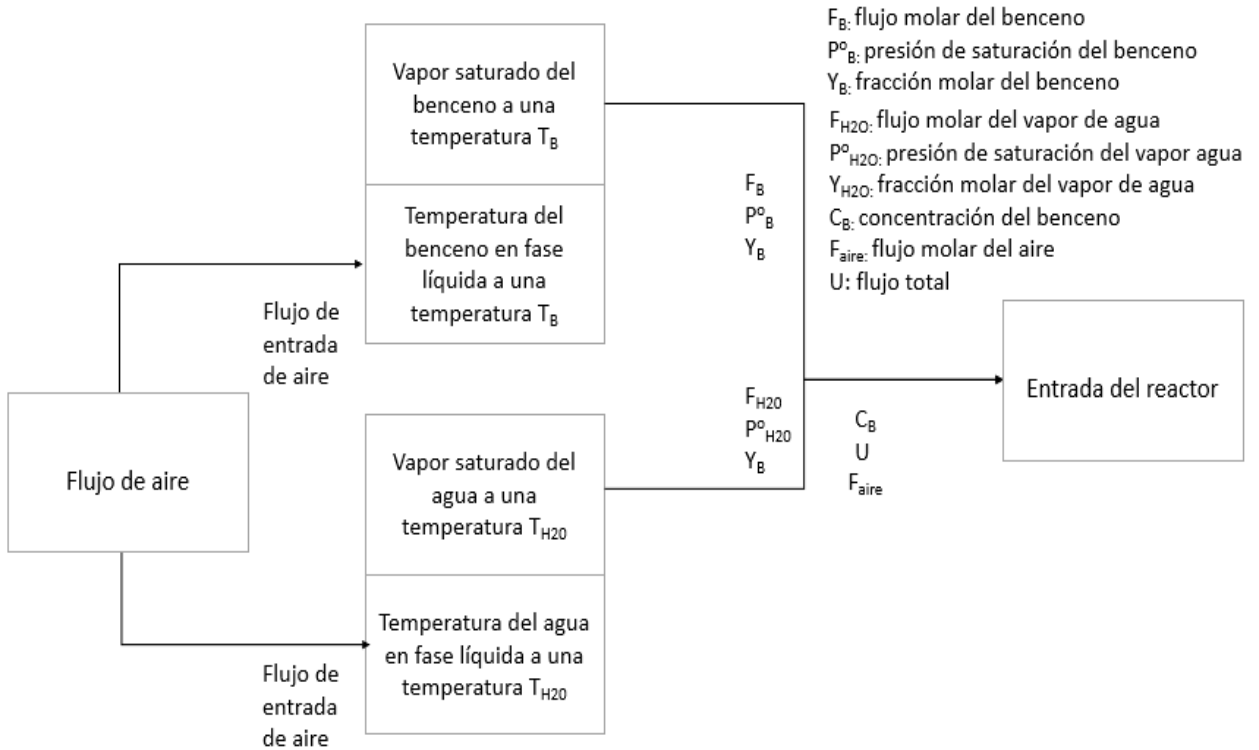 F_B: flujo molar del benceno
Pº_B: presión de saturación del benceno
Y_B: fracción molar del benceno
F_H2O: flujo molar del vapor de agua
Pº_H2O: presión de saturación del vapor agua
Y_H2O: fracción molar del vapor de agua
C_B: concentración del benceno
F_aire: flujo molar del aire
U: flujo total
Vapor saturado del
benceno a una
temperatura T_B
Temperatura del
benceno en fase
líquida a una
temperatura T_B
F_B
Pº_B
Y_B
Flujo de
entrada
de aire
Flujo de aire
Vapor saturado del
agua a una
temperatura T_H20
Temperatura del agua
en fase líquida a una
temperatura T_H20
Flujo de
entrada
de aire
F_H20
Pº_H20
Y_B
C_B
U
F_aire
Entrada del reactor